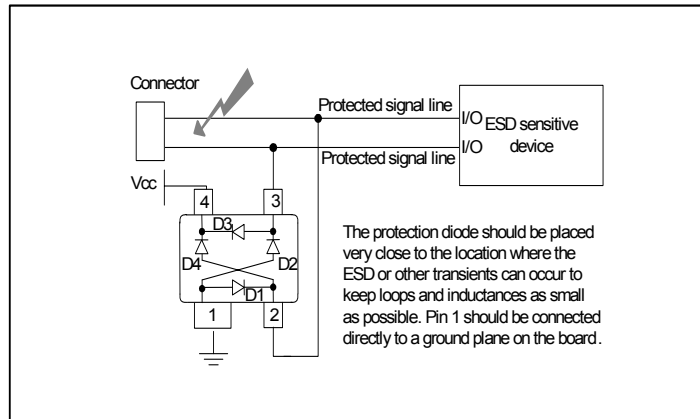 Connector
Protected signal line
I/O
ESD sensitive
device
Protected signal line
I/O
Vcc
4
3
D3
D4
D2
D1
1
2
The protection diode should be placed
very close to the location where the
ESD or other transients can occur to
keep loops and inductances as small
as possible. Pin 1 should be connected
directly to a ground plane on the board.